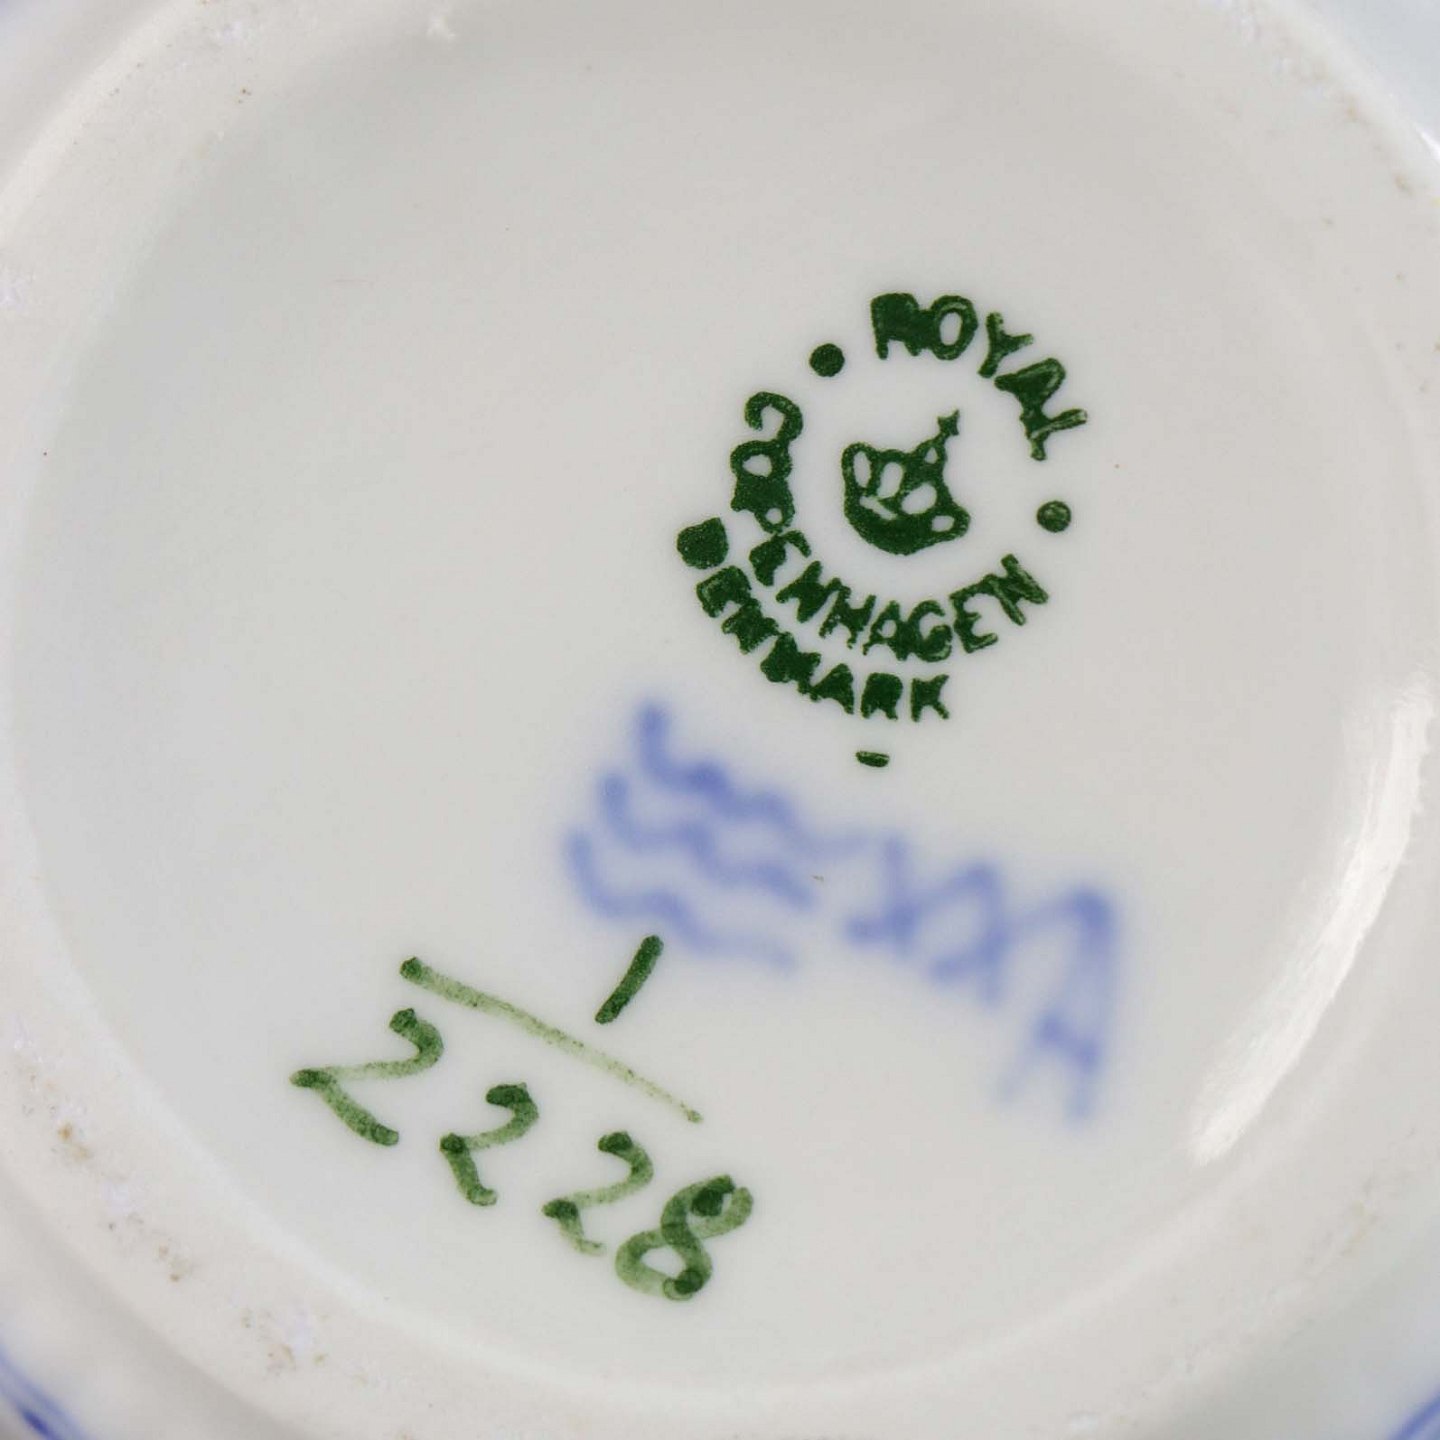 ROYAL
COPENHAGEN
DENMARK
1
2228